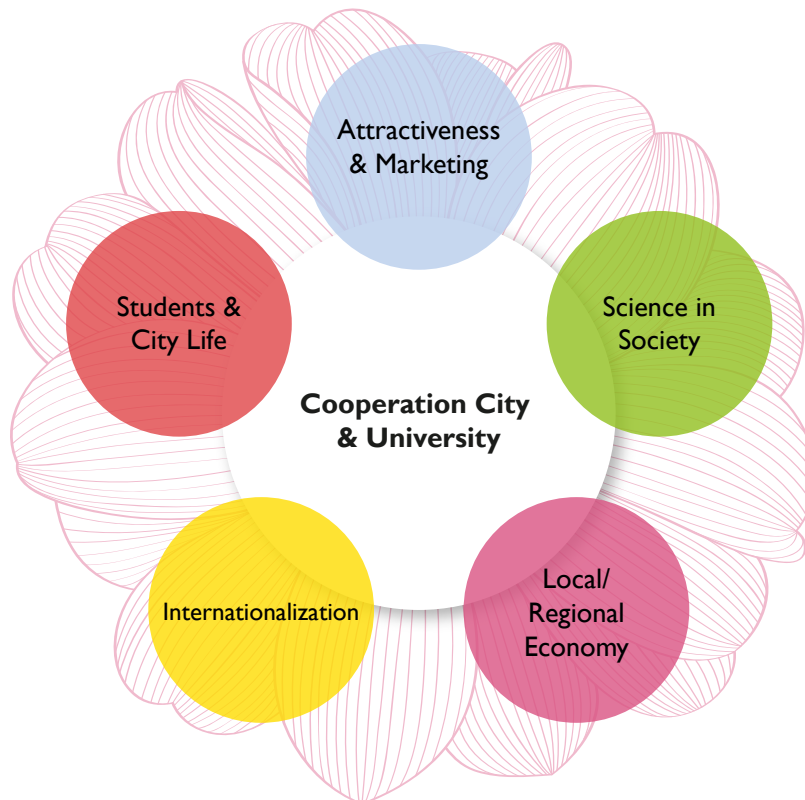 Attractiveness
& Marketing
Students &
City Life
Science in
Society
Cooperation City
& University
Internationalization
Local/
Regional
Economy